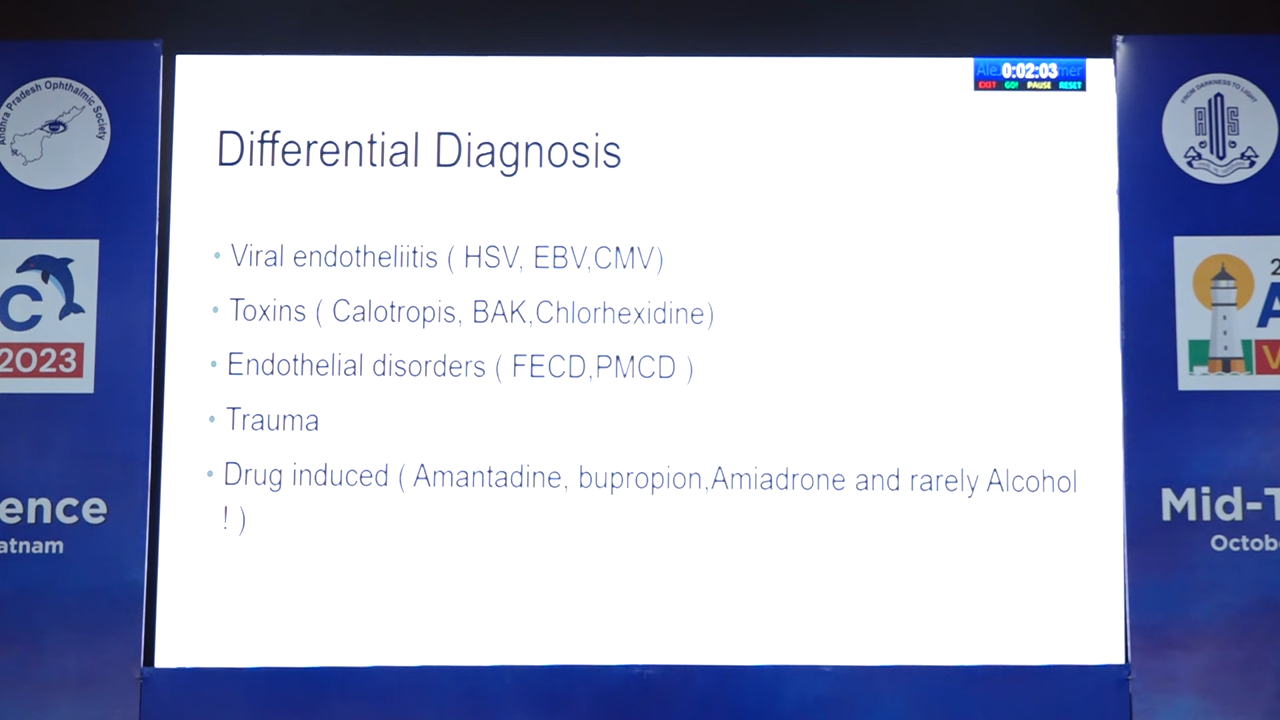 Andhra Pradesh Ophthalmic Society
C
2023
ence
atnam
0:02:03
EXIT GO! PAUSE RESET
Differential Diagnosis
• Viral endotheliitis ( HSV, EBV,CMV)
• Toxins ( Calotropis, BAK,Chlorhexidine)
• Endothelial disorders ( FECD,PMCD )
• Trauma
• Drug induced ( Amantadine, bupropion,Amiadrone and rarely Alcohol
! )
FROM DARKNESS TO LIGHT
AIOS
2
A
V
Mid-T
Octob